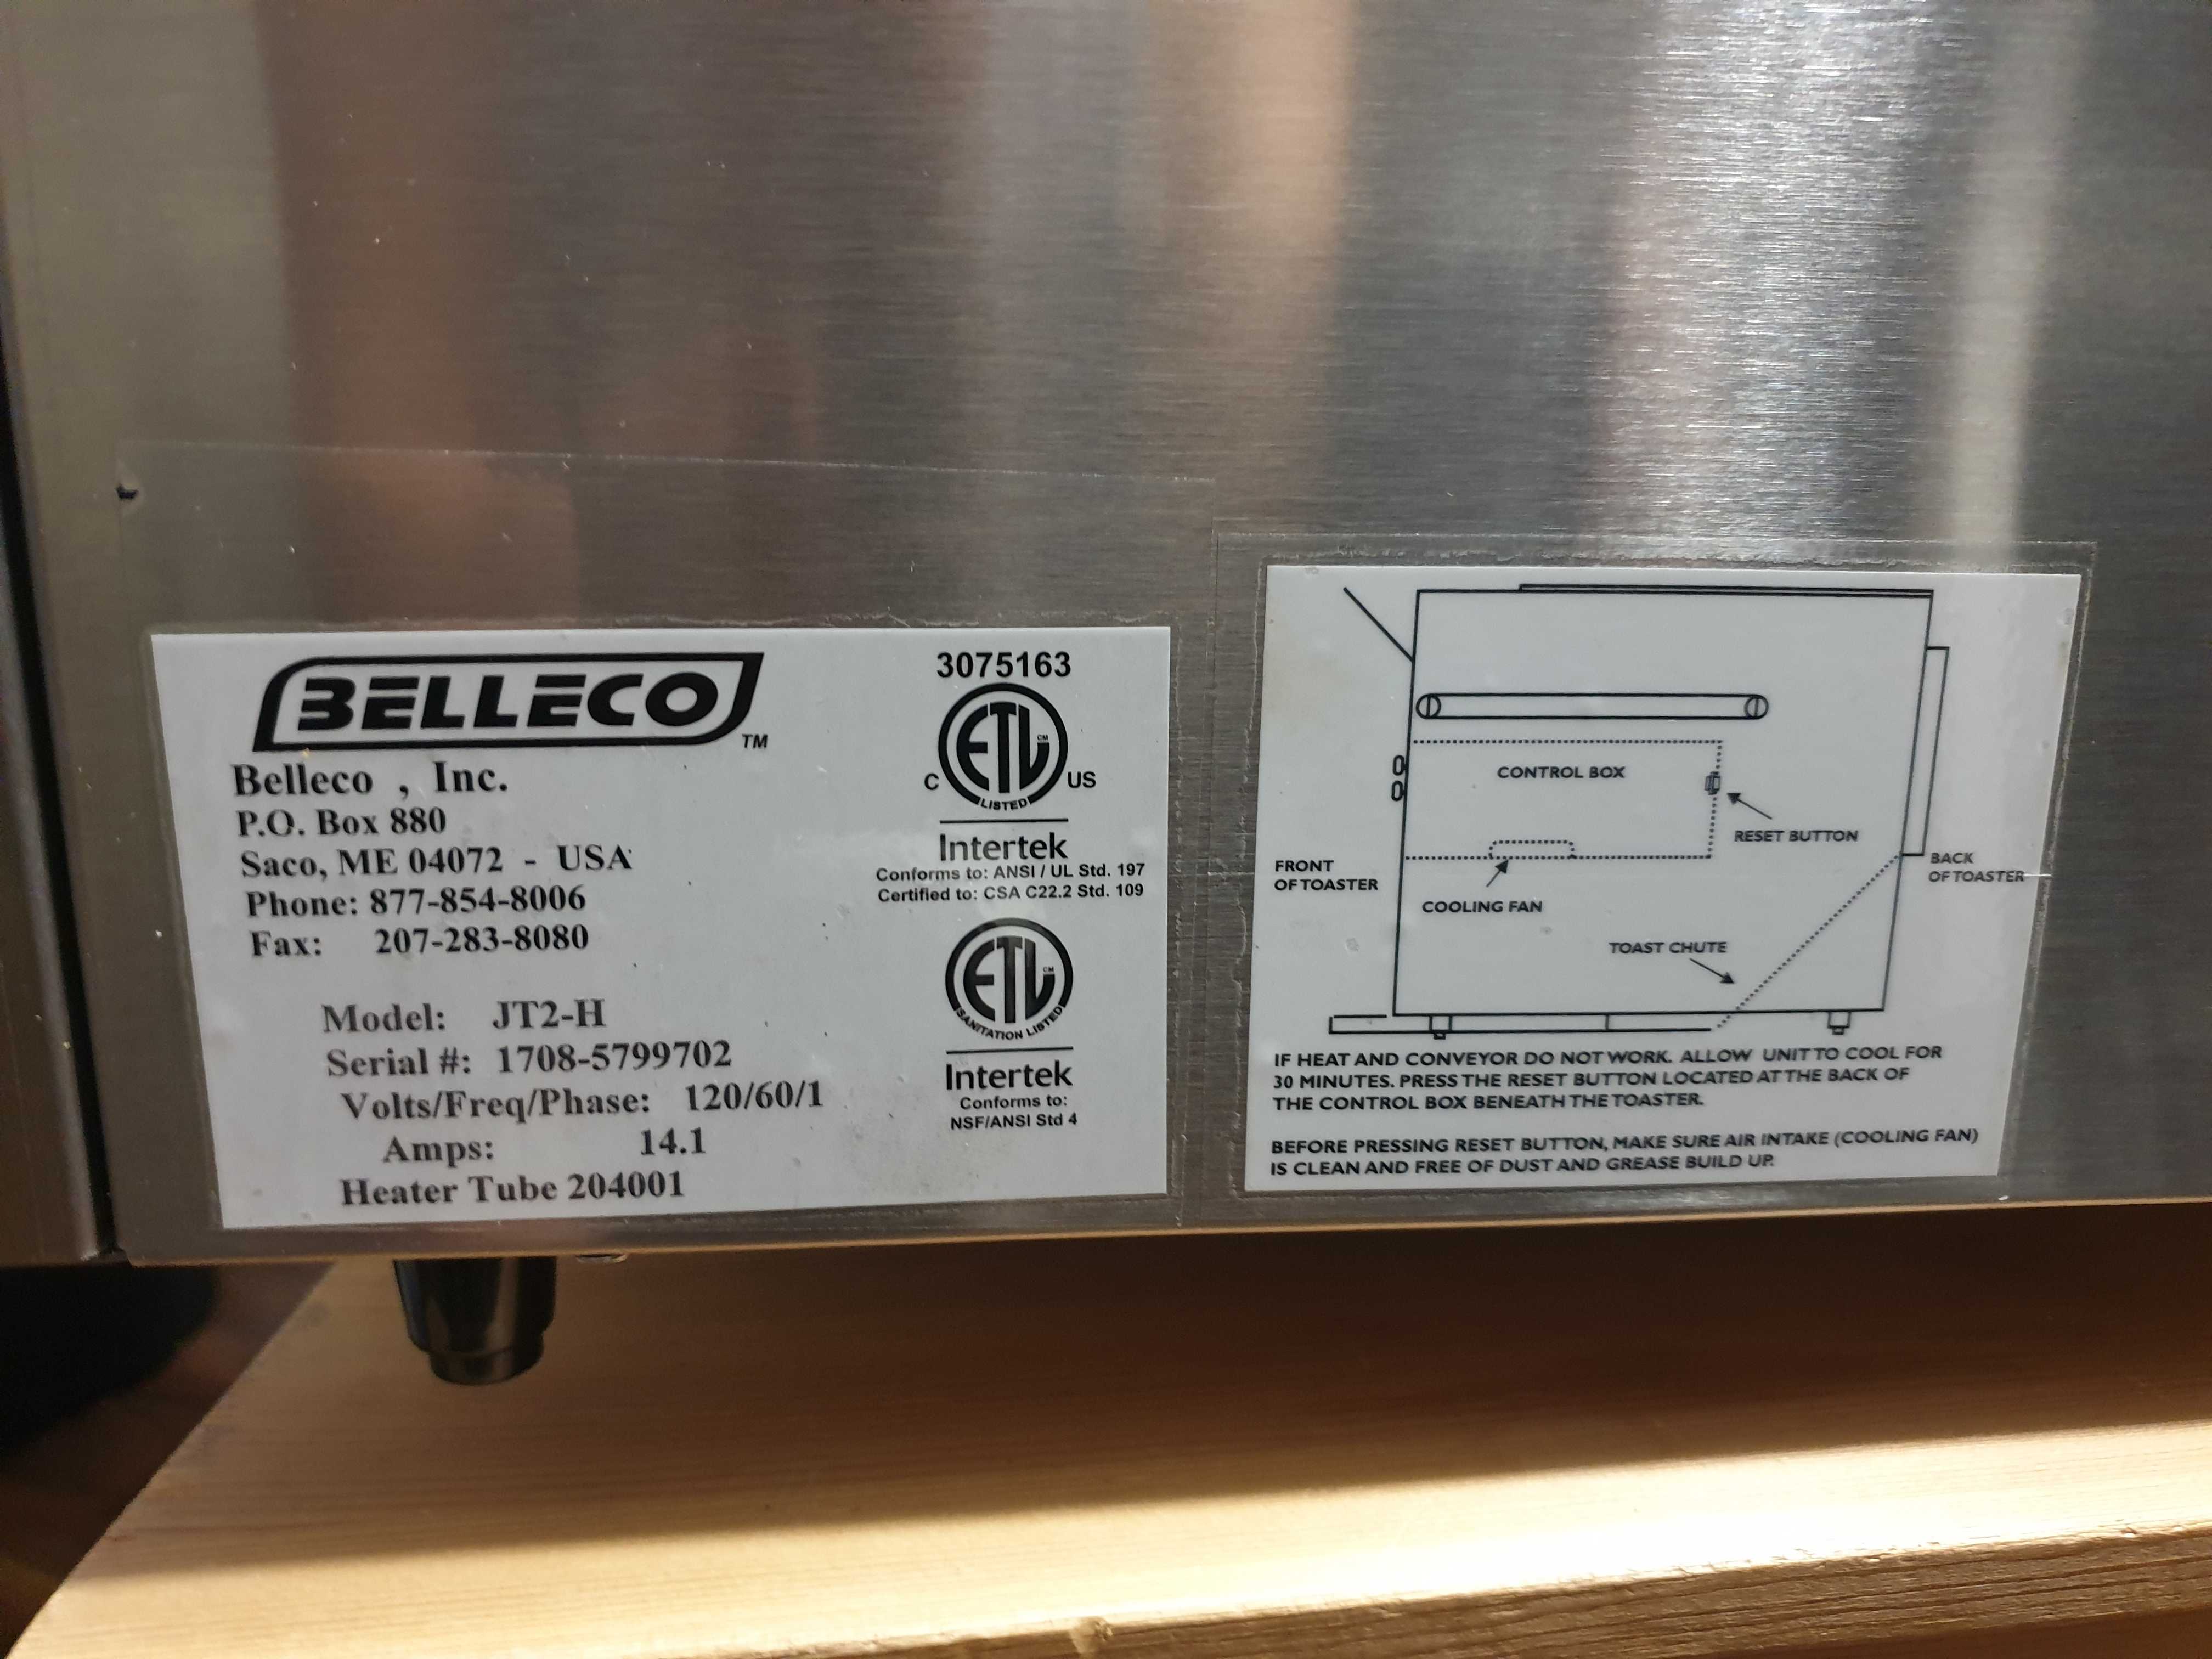 BELLECO
TM
Belleco , Inc.
P.O. Box 880
Saco, ME 04072 - USA
Phone: 877-854-8006
Fax: 207-283-8080
Model: JT2-H
Serial #: 1708-5799702
Volts/Freq/Phase: 120/60/1
Amps: 14.1
Heater Tube 204001
3075163
ETL CM
C US
LISTED
Intertek
Conforms to: ANSI / UL Std. 197
Certified to: CSA C22.2 Std. 109
ETL CM
SANITATION LISTED
Intertek
Conforms to:
NSF/ANSI Std 4
CONTROL BOX
RESET BUTTON
FRONT
OF TOASTER
BACK
OF TOASTER
COOLING FAN
TOAST CHUTE
IF HEAT AND CONVEYOR DO NOT WORK. ALLOW UNIT TO COOL FOR
30 MINUTES. PRESS THE RESET BUTTON LOCATED AT THE BACK OF
THE CONTROL BOX BENEATH THE TOASTER.
BEFORE PRESSING RESET BUTTON, MAKE SURE AIR INTAKE (COOLING FAN)
IS CLEAN AND FREE OF DUST AND GREASE BUILD UP.